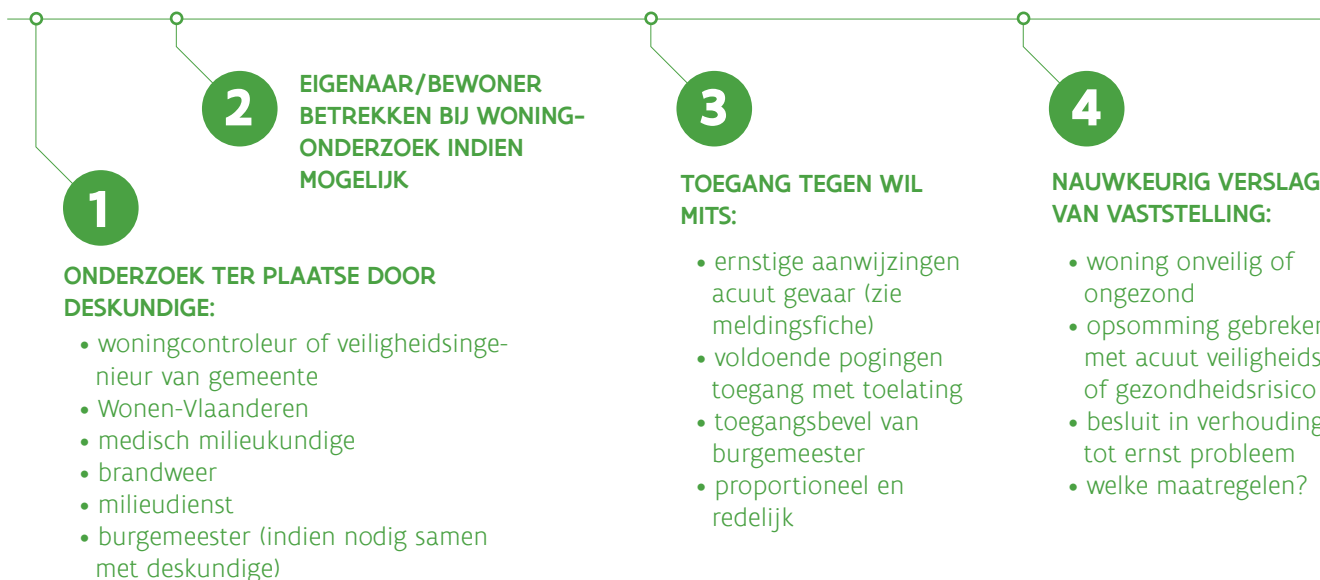 1
ONDERZOEK TER PLAATSE DOOR
DESKUNDIGE:
• woningcontroleur of veiligheidsinge-
nieur van gemeente
• Wonen-Vlaanderen
• medisch milieukundige
• brandweer
• milieudienst
• burgemeester (indien nodig samen
met deskundige)
2
EIGENAAR/BEWONER
BETREKKEN BIJ WONING-
ONDERZOEK INDIEN
MOGELIJK
3
TOEGANG TEGEN WIL
MITS:
• ernstige aanwijzingen
acuut gevaar (zie
meldingsfiche)
• voldoende pogingen
toegang met toelating
• toegangsbevel van
burgemeester
• proportioneel en
redelijk
4
NAUWKEURIG VERSLAG
VAN VASTSTELLING:
• woning onveilig of
ongezond
• opsomming gebreken
met acuut veiligheids
of gezondheidsrisico
• besluit in verhouding
tot ernst probleem
• welke maatregelen?